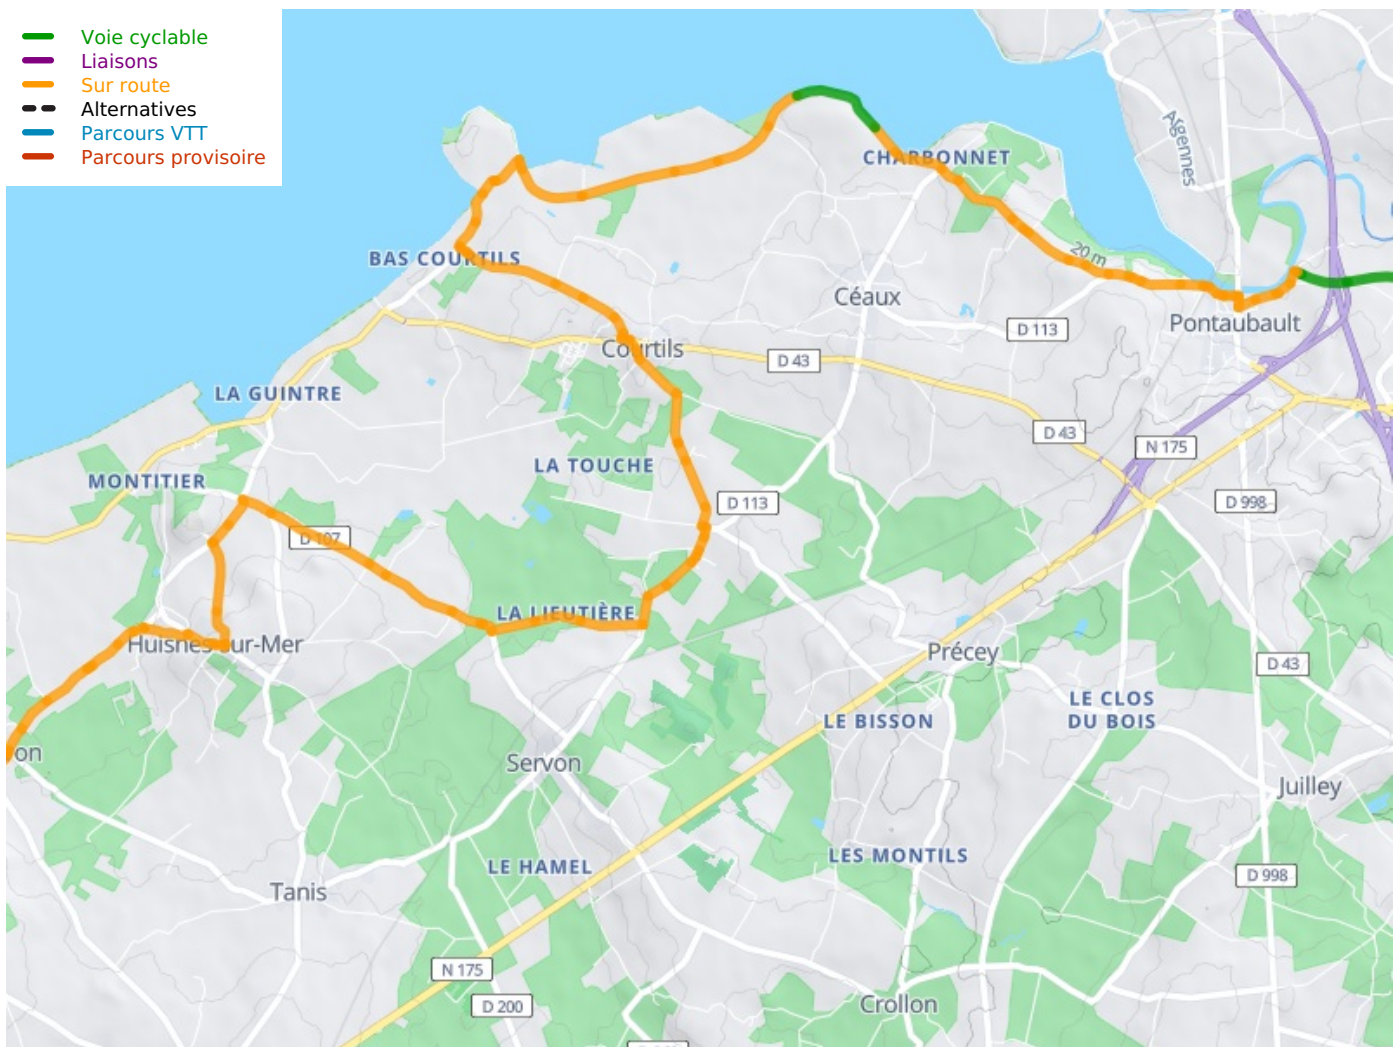 Voie cyclable
Liaisons
Sur route
Alternatives
Parcours VTT
Parcours provisoire
Algennes
CHARBONNET
20 m
BAS COURTILS
Céaux
D 113
Pontaubault
Courtils
D 43
LA GUINTRE
D 43
N 175
LA TOUCHE
MONTITIER
D 113
D 998
D 107
LA LIEUTIÈRE
Huisnes-sur-Mer
Précey
D 43
LE CLOS
DU BOIS
LE BISSON
on
Servon
Juilley
LES MONTILS
LE HAMEL
D 998
Tanis
N 175
D 200
Crollon